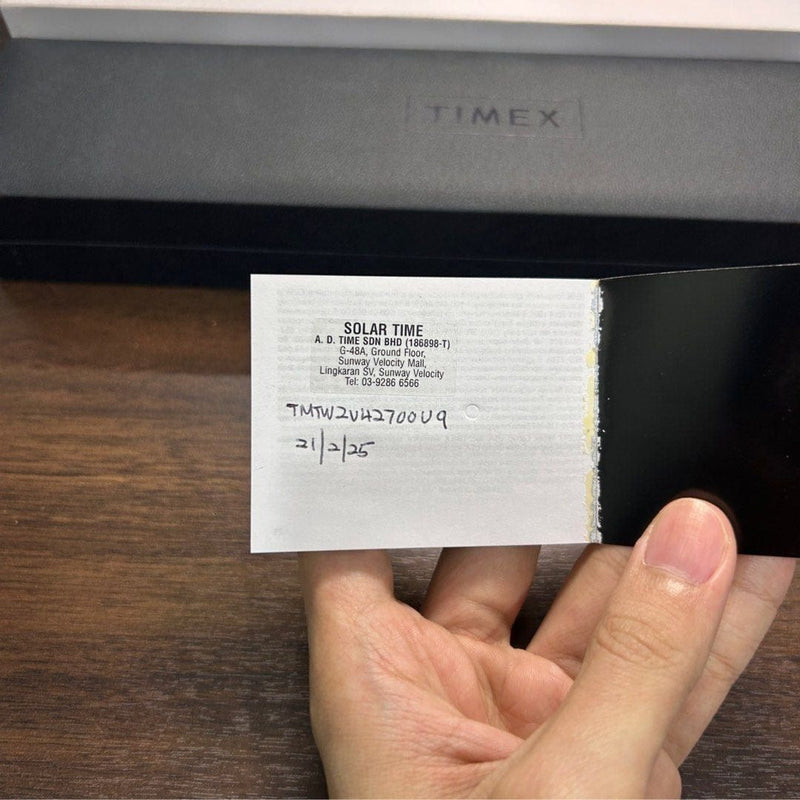 TIMEX
SOLAR TIME
A. D. TIME SDN BHD (186898-T)
G-48A, Ground Floor,
Sunway Velocity Mall,
Lingkaran SV, Sunway Velocity
Tel: 03-9286 6566
TMTW2V42700U9
21/2/25